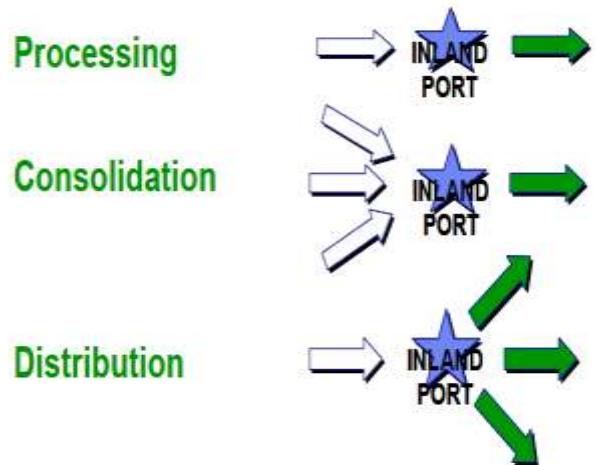 Processing
INLAND
PORT
Consolidation
INLAND
PORT
Distribution
INLAND
PORT